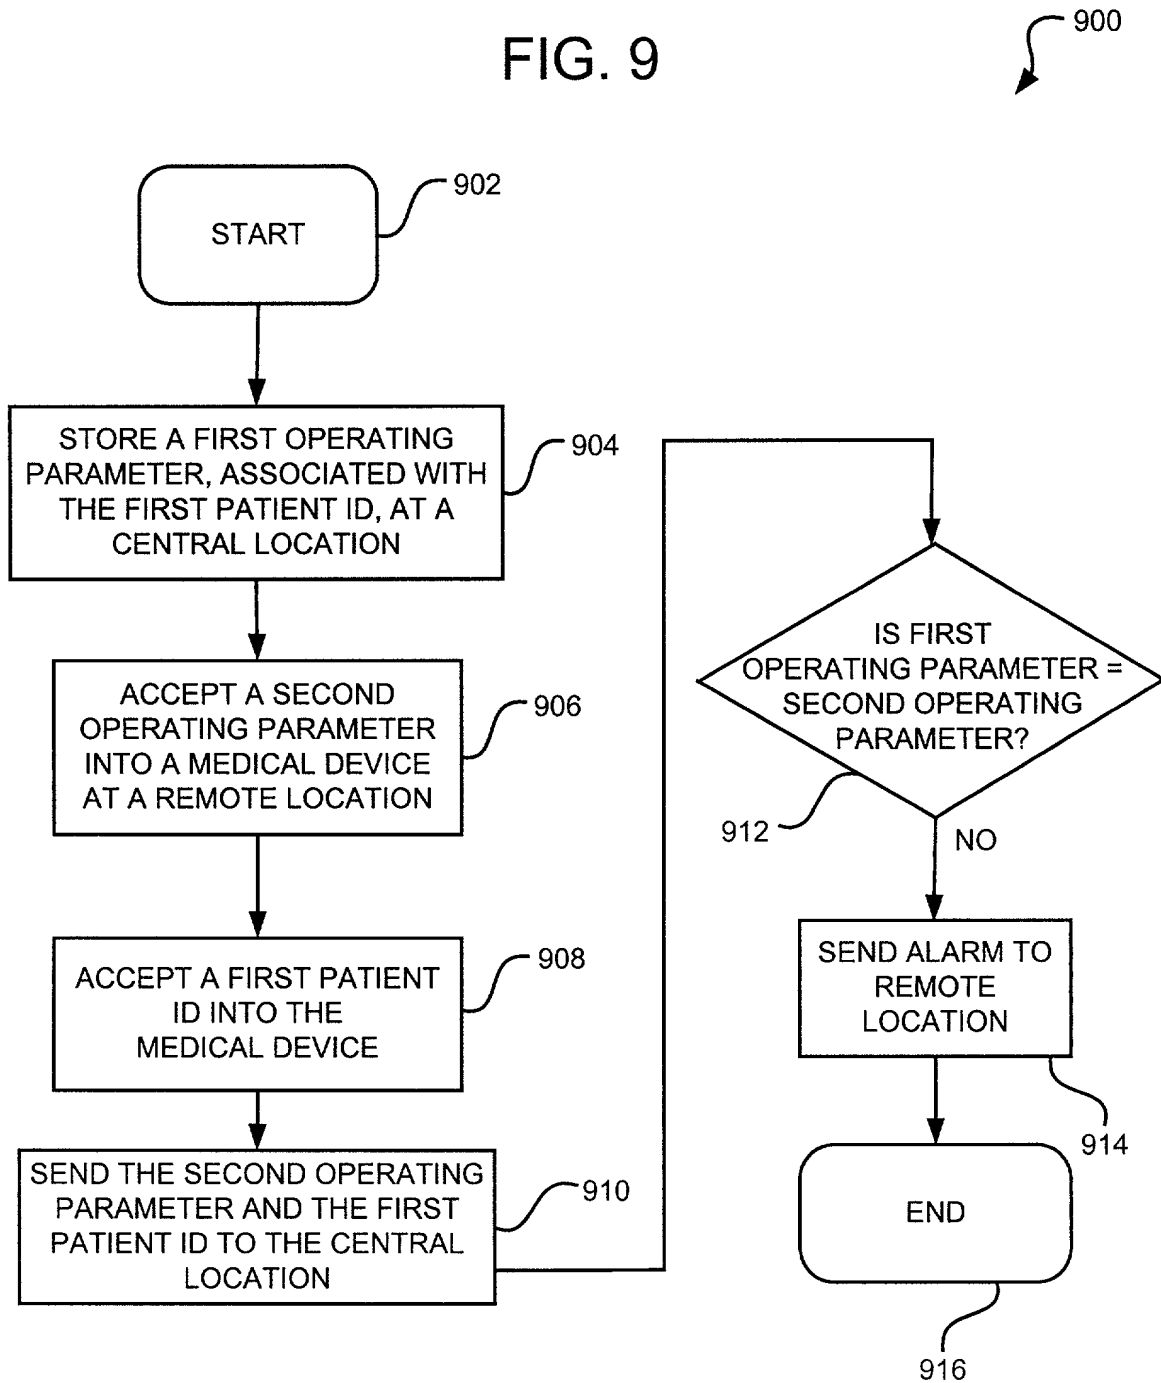 FIG. 9
900
START
902
STORE A FIRST OPERATING
PARAMETER, ASSOCIATED WITH
THE FIRST PATIENT ID, AT A
CENTRAL LOCATION
904
ACCEPT A SECOND
OPERATING PARAMETER
INTO A MEDICAL DEVICE
AT A REMOTE LOCATION
906
ACCEPT A FIRST PATIENT
ID INTO THE
MEDICAL DEVICE
908
SEND THE SECOND OPERATING
PARAMETER AND THE FIRST
PATIENT ID TO THE CENTRAL
LOCATION
910
IS FIRST
OPERATING PARAMETER =
SECOND OPERATING
PARAMETER?
912
NO
SEND ALARM TO
REMOTE
LOCATION
914
END
916